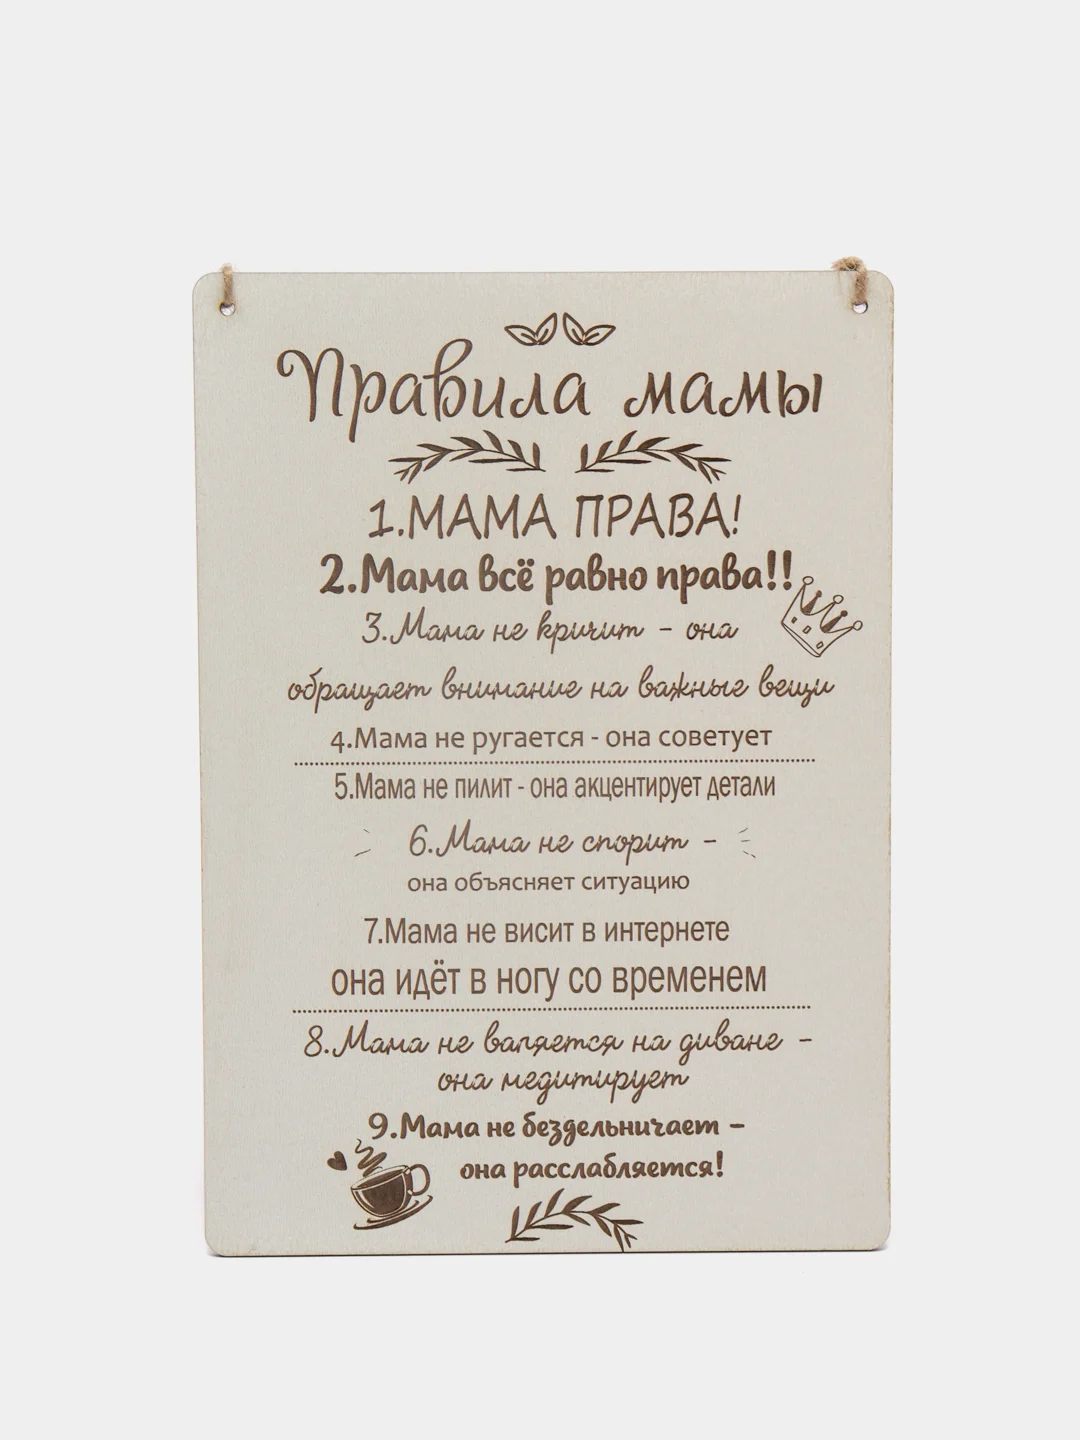 Правила мамы
1.МАМА ПРАВА!
2.Мама всё равно права!!
3.Мама не кричит - она
обращает внимание на важные вещи
4.Мама не ругается - она советует
5.Мама не пилит - она акцентирует детали
6.Мама не спорит -
она объясняет ситуацию
7.Мама не висит в интернете
она идёт в ногу со временем
8.Мама не валяется на диване -
она медитирует
9.Мама не бездельничает -
она расслабляется!